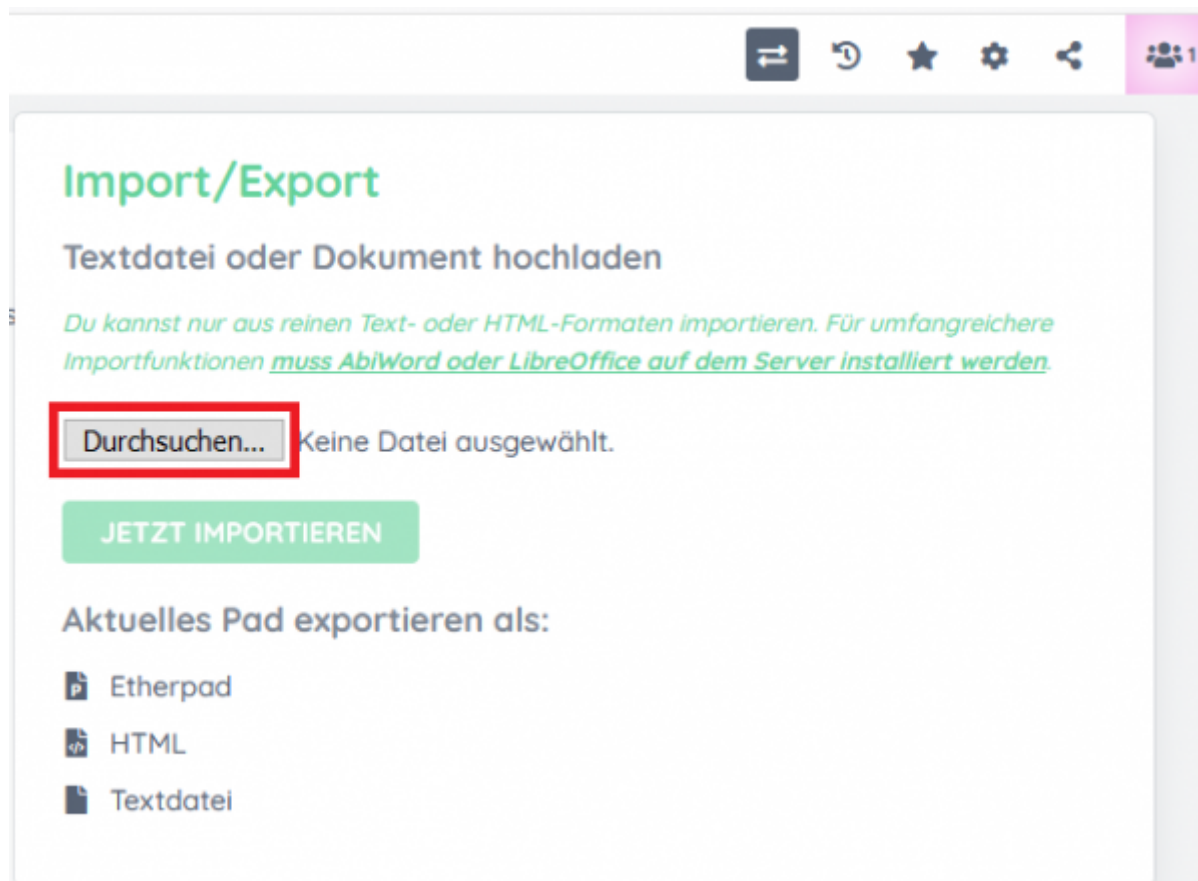 1
Import/Export
Textdatei oder Dokument hochladen
s
Du kannst nur aus reinen Text- oder HTML-Formaten importieren. Für umfangreichere
Importfunktionen muss AbiWord oder LibreOffice auf dem Server installiert werden.
Durchsuchen... Keine Datei ausgewählt.
JETZT IMPORTIEREN
Aktuelles Pad exportieren als:
Etherpad
HTML
Textdatei